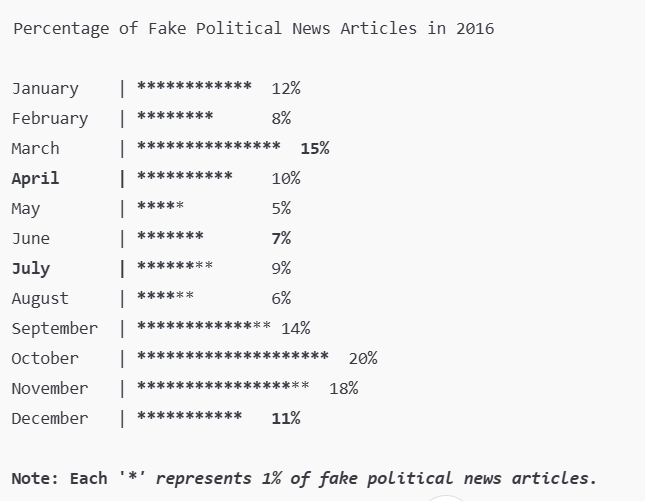 Percentage of Fake Political News Articles in 2016
January | ************ 12%
February | ******** 8%
March | *************** 15%
April | ********** 10%
May | ***** 5%
June | ******* 7%
July | ******** 9%
August | ****** 6%
September | ************** 14%
October | ******************** 20%
November | ****************** 18%
December | *********** 11%
Note: Each '*' represents 1% of fake political news articles.